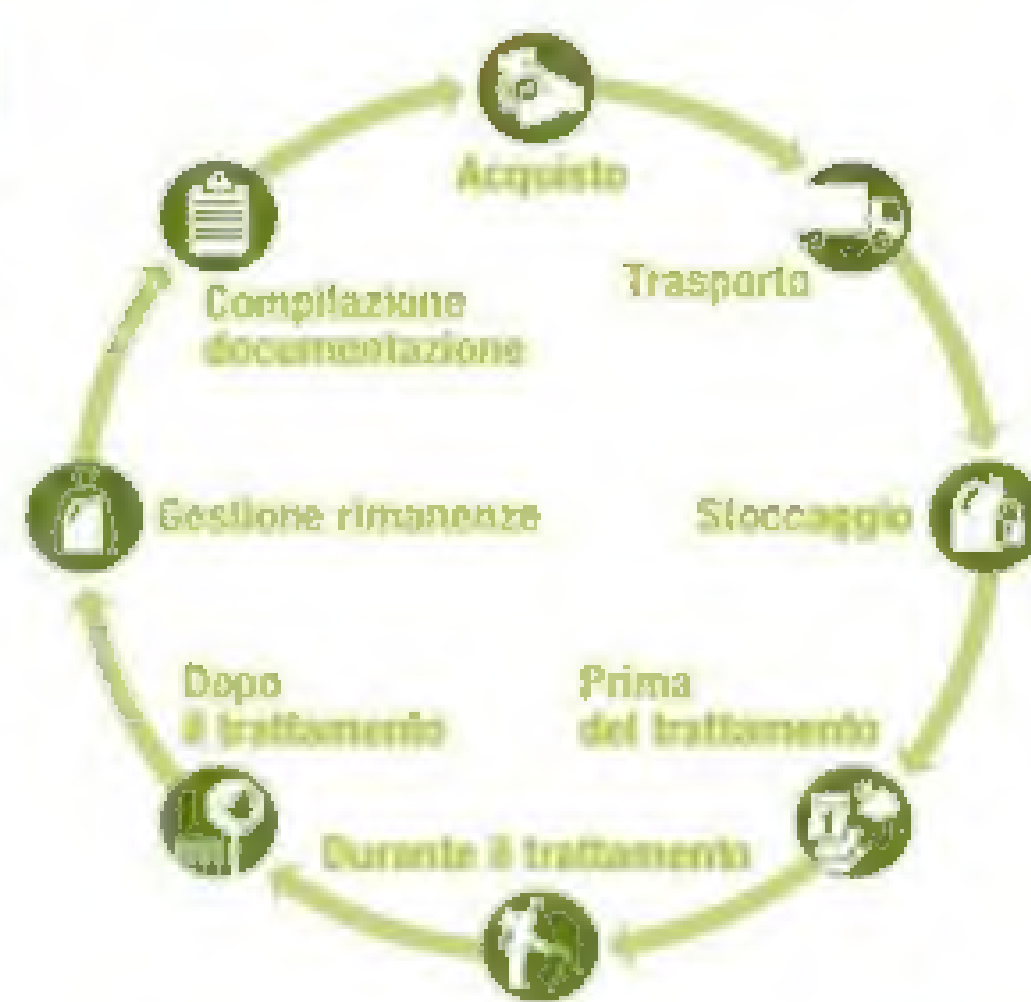 Acquisto
Trasporto
Stoccaggio
Prima
del trattamento
Durante il trattamento
Dopo
il trattamento
Gestione rimanenze
Compilazione
documentazione